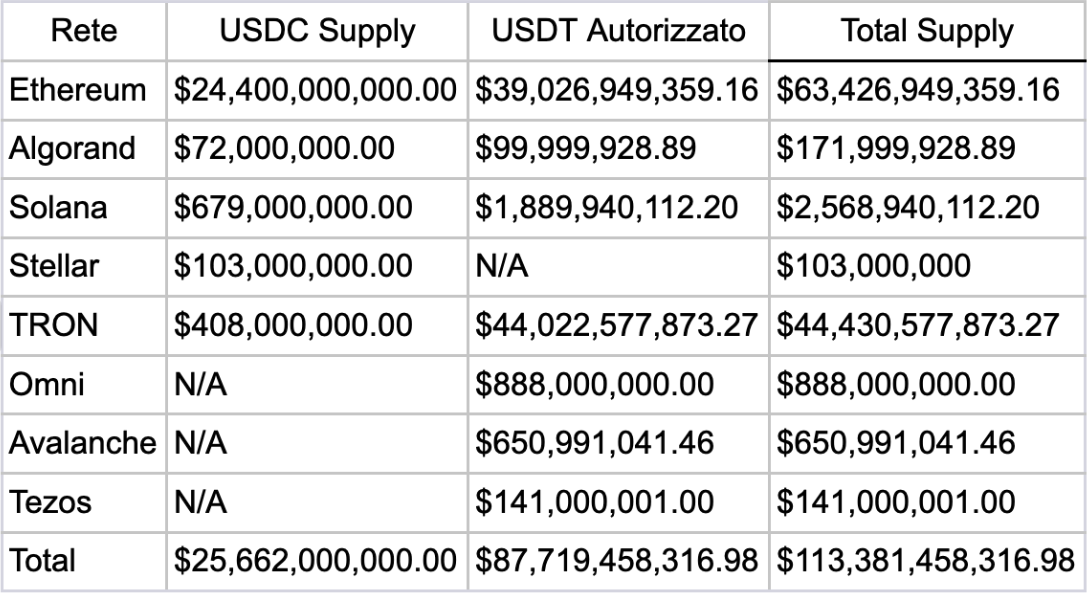 Rete USDC Supply USDT Autorizzato Total Supply
Ethereum $24,400,000,000.00 $39,026,949,359.16 $63,426,949,359.16
Algorand $72,000,000.00 $99,999,928.89 $171,999,928.89
Solana $679,000,000.00 $1,889,940,112.20 $2,568,940,112.20
Stellar $103,000,000.00 N/A $103,000,000
TRON $408,000,000.00 $44,022,577,873.27 $44,430,577,873.27
Omni N/A $888,000,000.00 $888,000,000.00
Avalanche N/A $650,991,041.46 $650,991,041.46
Tezos N/A $141,000,001.00 $141,000,001.00
Total $25,662,000,000.00 $87,719,458,316.98 $113,381,458,316.98